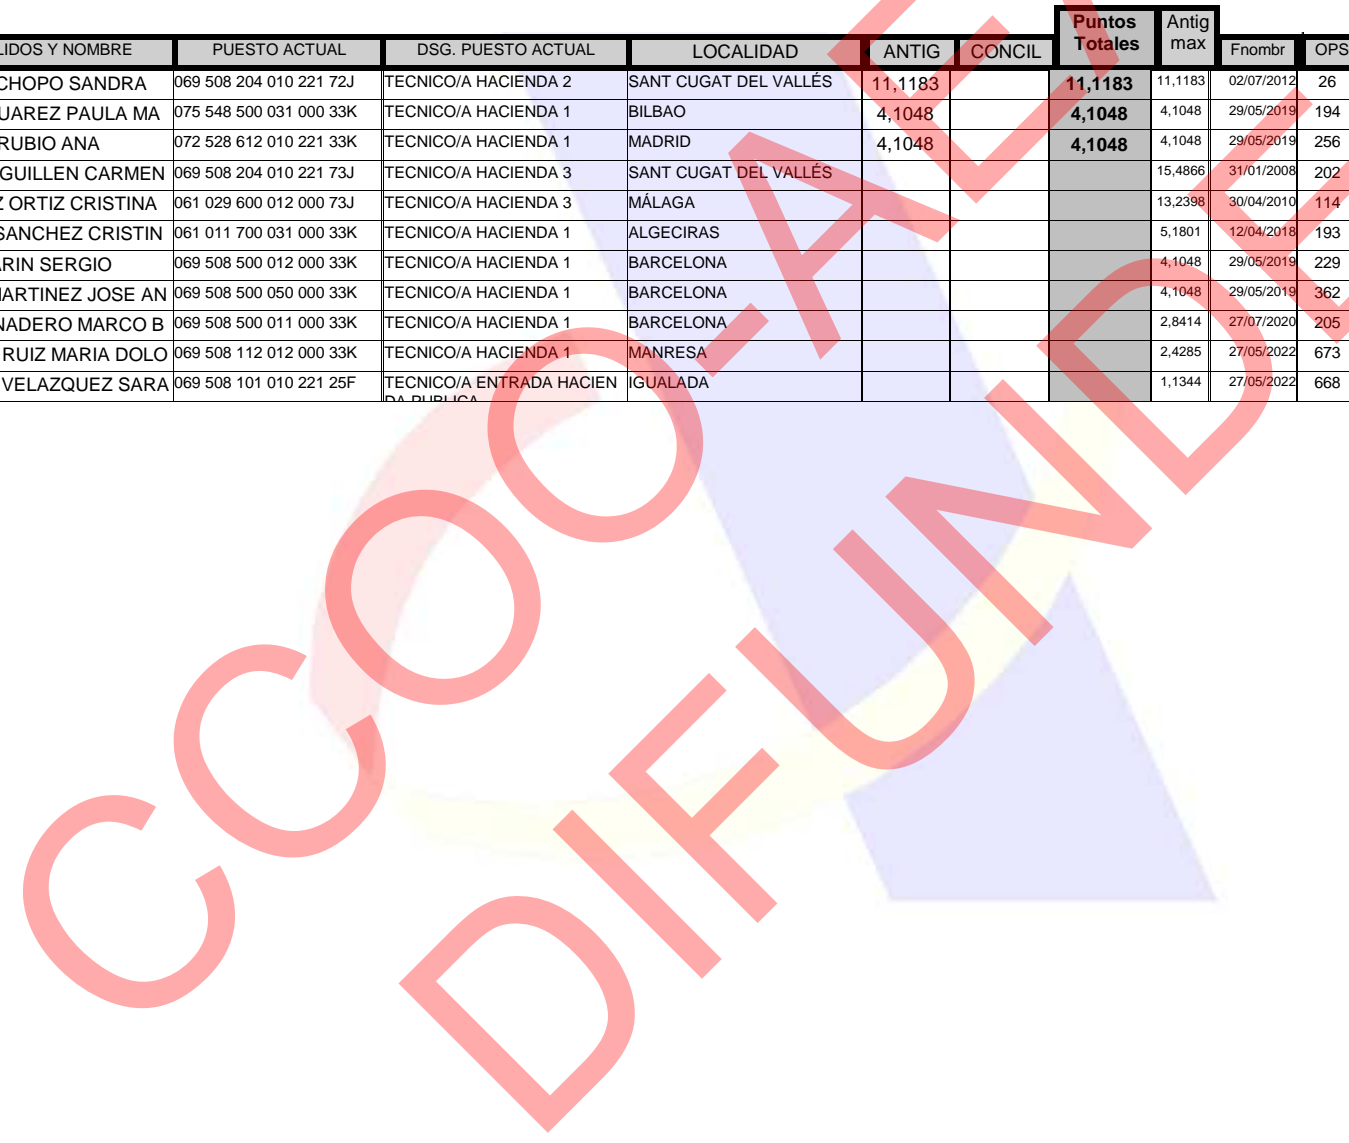 Puntos Totales Antig max
LIDOS Y NOMBRE PUESTO ACTUAL DSG. PUESTO ACTUAL LOCALIDAD ANTIG CONCIL Fnombr OPS
CHOPO SANDRA 069 508 204 010 221 72J TECNICO/A HACIENDA 2 SANT CUGAT DEL VALLÉS 11,1183 11,1183 11,1183 02/07/2012 26
UAREZ PAULA MA 075 548 500 031 000 33K TECNICO/A HACIENDA 1 BILBAO 4,1048 4,1048 4,1048 29/05/2019 194
RUBIO ANA 072 528 612 010 221 33K TECNICO/A HACIENDA 1 MADRID 4,1048 4,1048 4,1048 29/05/2019 256
GUILLEN CARMEN 069 508 204 010 221 73J TECNICO/A HACIENDA 3 SANT CUGAT DEL VALLÉS 15,4866 31/01/2008 202
Z ORTIZ CRISTINA 061 029 600 012 000 73J TECNICO/A HACIENDA 3 MÁLAGA 13,2398 30/04/2010 114
SANCHEZ CRISTIN 061 011 700 031 000 33K TECNICO/A HACIENDA 1 ALGECIRAS 5,1801 12/04/2018 193
ARIN SERGIO 069 508 500 012 000 33K TECNICO/A HACIENDA 1 BARCELONA 4,1048 29/05/2019 229
MARTINEZ JOSE AN 069 508 500 050 000 33K TECNICO/A HACIENDA 1 BARCELONA 4,1048 29/05/2019 362
NADERO MARCO B 069 508 500 011 000 33K TECNICO/A HACIENDA 1 BARCELONA 2,8414 27/07/2020 205
RUIZ MARIA DOLO 069 508 112 012 000 33K TECNICO/A HACIENDA 1 MANRESA 2,4285 27/05/2022 673
VELAZQUEZ SARA 069 508 101 010 221 25F TECNICO/A ENTRADA HACIEN IGUALADA 1,1344 27/05/2022 668
DA PUBLICA
CCOO-AE
DIFUNDE